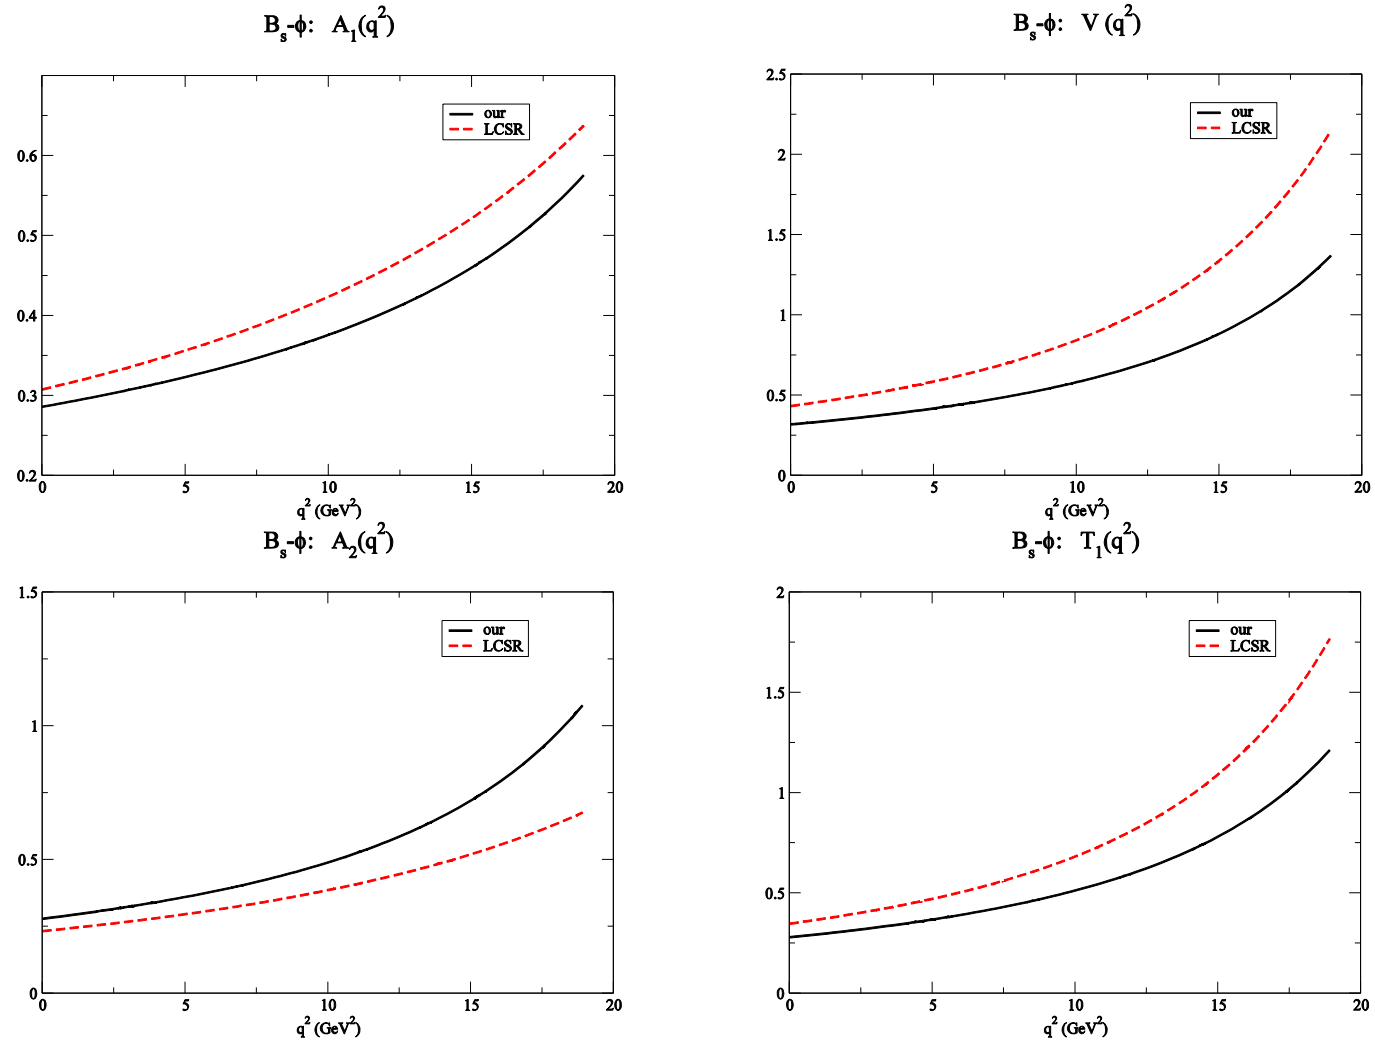 B_s-ϕ: A_1(q^2)
our
LCSR
0.6
0.5
0.4
0.3
0.2
0 5 10 15 20
q^2 (GeV^2)
B_s-ϕ: V (q^2)
2.5
our
LCSR
2
1.5
1
0.5
0
0 5 10 15 20
q^2 (GeV^2)
B_s-ϕ: A_2(q^2)
1.5
our
LCSR
1
0.5
0
0 5 10 15 20
q^2 (GeV^2)
B_s-ϕ: T_1(q^2)
2
our
LCSR
1.5
1
0.5
0
0 5 10 15 20
q^2 (GeV^2)